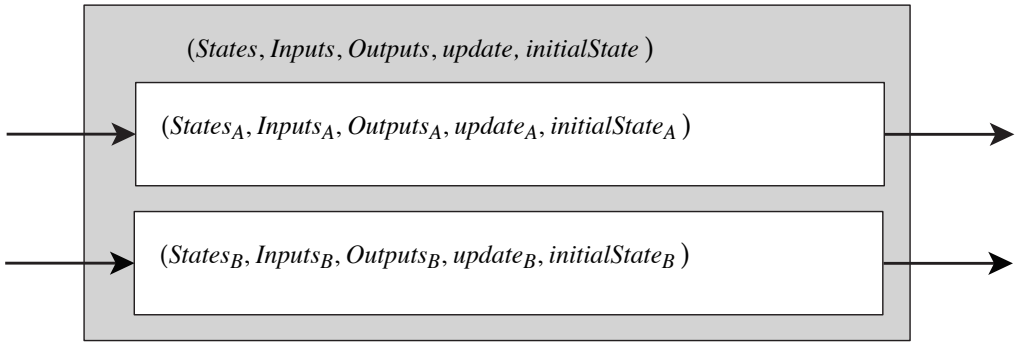 (States, Inputs, Outputs, update, initialState )
(States_A, Inputs_A, Outputs_A, update_A, initialState_A )
(States_B, Inputs_B, Outputs_B, update_B, initialState_B )